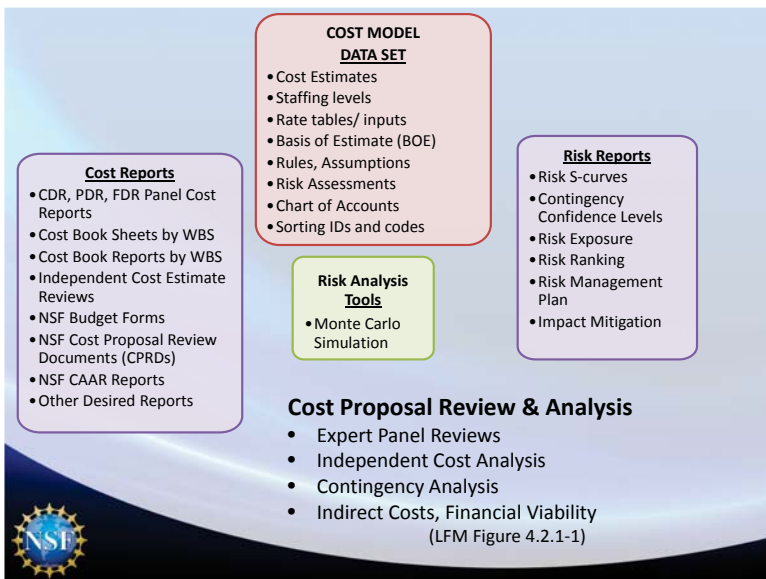 COST MODEL
DATA SET
• Cost Estimates
• Staffing levels
• Rate tables/ inputs
• Basis of Estimate (BOE)
• Rules, Assumptions
• Risk Assessments
• Chart of Accounts
• Sorting IDs and codes
Cost Reports
• CDR, PDR, FDR Panel Cost
Reports
• Cost Book Sheets by WBS
• Cost Book Reports by WBS
• Independent Cost Estimate
Reviews
• NSF Budget Forms
• NSF Cost Proposal Review
Documents (CPRDs)
• NSF CAAR Reports
• Other Desired Reports
Risk Analysis
Tools
• Monte Carlo
Simulation
Risk Reports
• Risk S-curves
• Contingency
Confidence Levels
• Risk Exposure
• Risk Ranking
• Risk Management
Plan
• Impact Mitigation
Cost Proposal Review & Analysis
• Expert Panel Reviews
• Independent Cost Analysis
• Contingency Analysis
• Indirect Costs, Financial Viability
(LFM Figure 4.2.1-1)
NSF